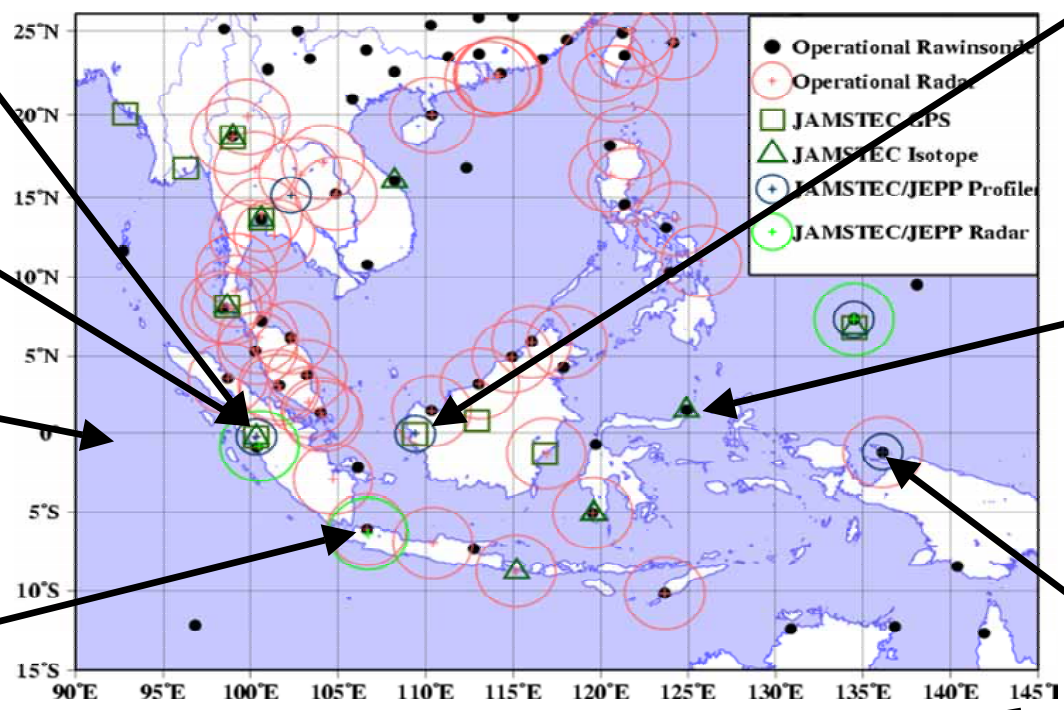 25°N
20°N
15°N
10°N
5°N
0°
5°S
10°S
15°S
90°E 95°E 100°E 105°E 110°E 115°E 120°E 125°E 130°E 135°E 140°E 145°
Operational Rawinsonde
Operational Radar
JAMSTEC GPS
JAMSTEC Isotope
JAMSTEC/JEPP Profiler
JAMSTEC/JEPP Radar